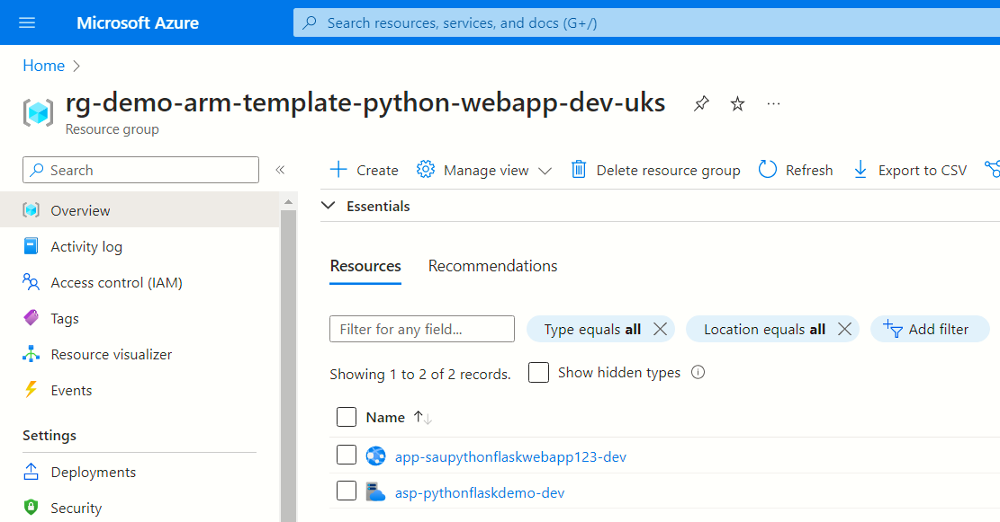 Microsoft Azure
Search resources, services, and docs (G+/)
Home
rg-demo-arm-template-python-webapp-dev-uks
Resource group
Search
Create Manage view Delete resource group Refresh Export to CSV
Overview
Activity log
Access control (IAM)
Tags
Resource visualizer
Events
Settings
Deployments
Security
Essentials
Resources Recommendations
Filter for any field... Type equals all Location equals all Add filter
Showing 1 to 2 of 2 records. Show hidden types
Name
app-saupythonflaskwebapp123-dev
asp-pythonflaskdemo-dev